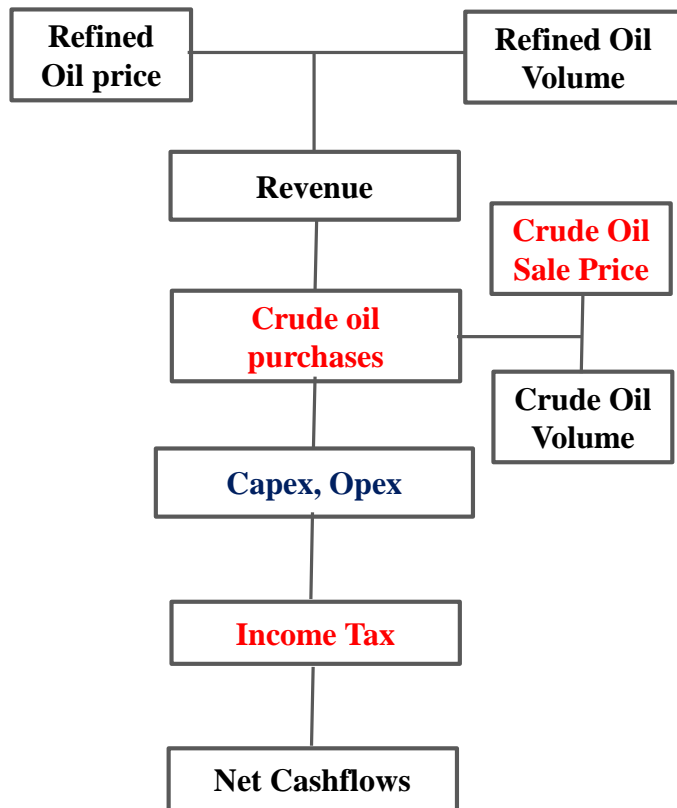 Refined
Oil price
Refined Oil
Volume
Revenue
Crude Oil
Sale Price
Crude oil
purchases
Crude Oil
Volume
Capex, Opex
Income Tax
Net Cashflows